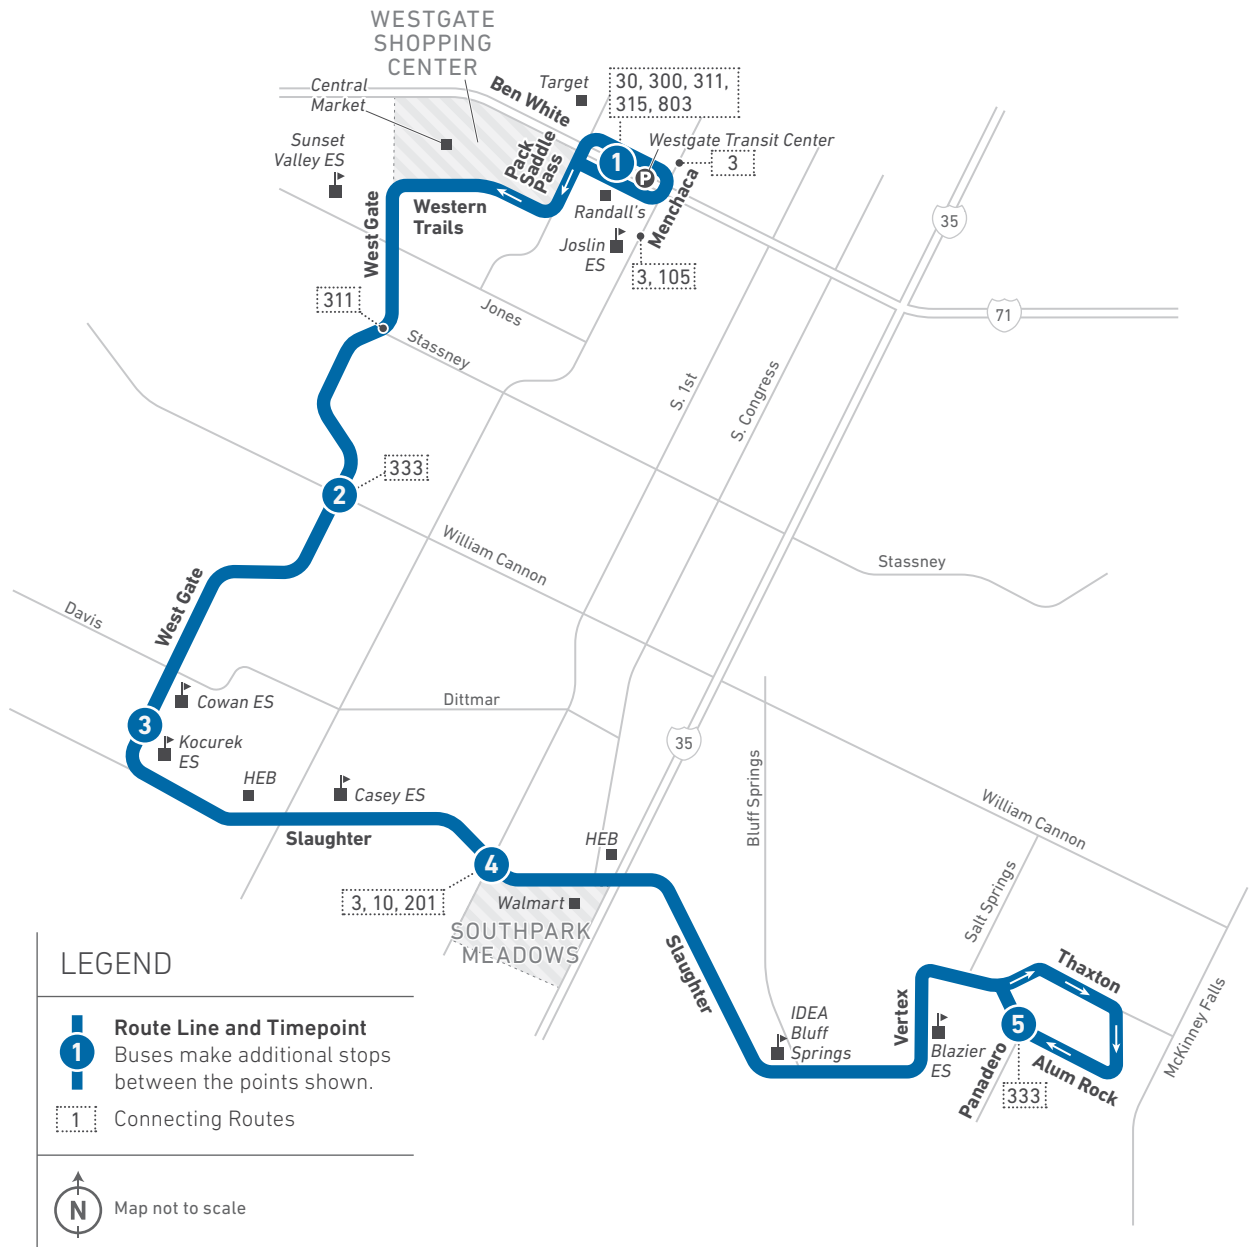 WESTGATE
SHOPPING
CENTER
Central
Market
Ben White
Target
30, 300, 311,
315, 803
Westgate Transit Center
Sunset
Valley ES
Pack
Saddle
Pass
1
P
3
Western
Trails
Randall's
Menchaca
West Gate
Joslin
ES
3, 105
35
311
Jones
71
Stassney
S. 1st
S. Congress
333
2
William Cannon
Stassney
West Gate
Davis
Cowan ES
Dittmar
3
Kocurek
ES
35
HEB
Casey ES
Bluff Springs
William Cannon
Slaughter
HEB
4
3, 10, 201
Walmart
Salt Springs
SOUTHPARK
MEADOWS
Slaughter
Thaxton
McKinney Falls
IDEA
Bluff
Springs
Vertex
5
Blazier
ES
Panadero
Alum Rock
333
LEGEND
Route Line and Timepoint
1
Buses make additional stops
between the points shown.
1
Connecting Routes
N
Map not to scale